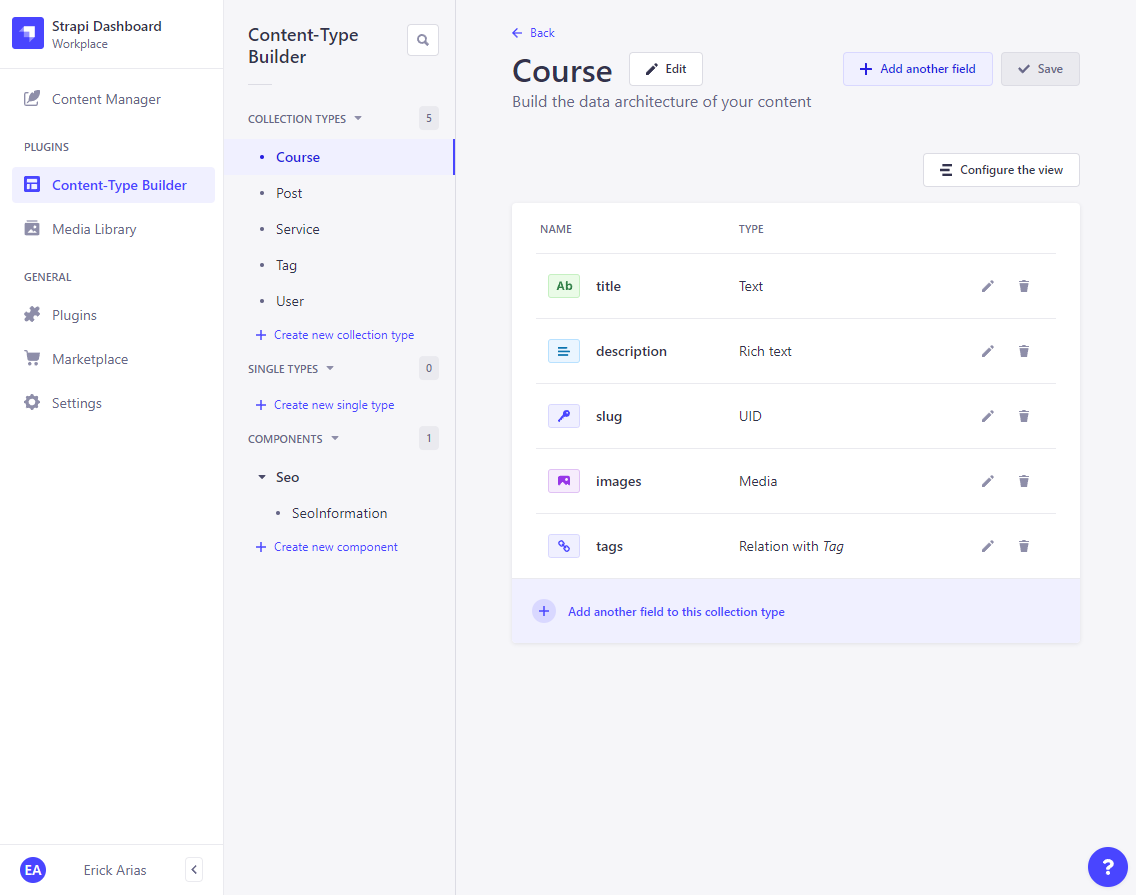 Strapi Dashboard
Workplace
Content Manager
PLUGINS
Content-Type Builder
Media Library
GENERAL
Plugins
Marketplace
Settings
EA
Erick Arias
Content-Type
Builder
COLLECTION TYPES
5
Course
Post
Service
Tag
User
Create new collection type
SINGLE TYPES
0
Create new single type
COMPONENTS
1
Seo
SeoInformation
Create new component
Back
Course
Edit
Add another field
Save
Build the data architecture of your content
Configure the view
NAME TYPE
Ab title Text
description Rich text
slug UID
images Media
tags Relation with Tag
Add another field to this collection type
?